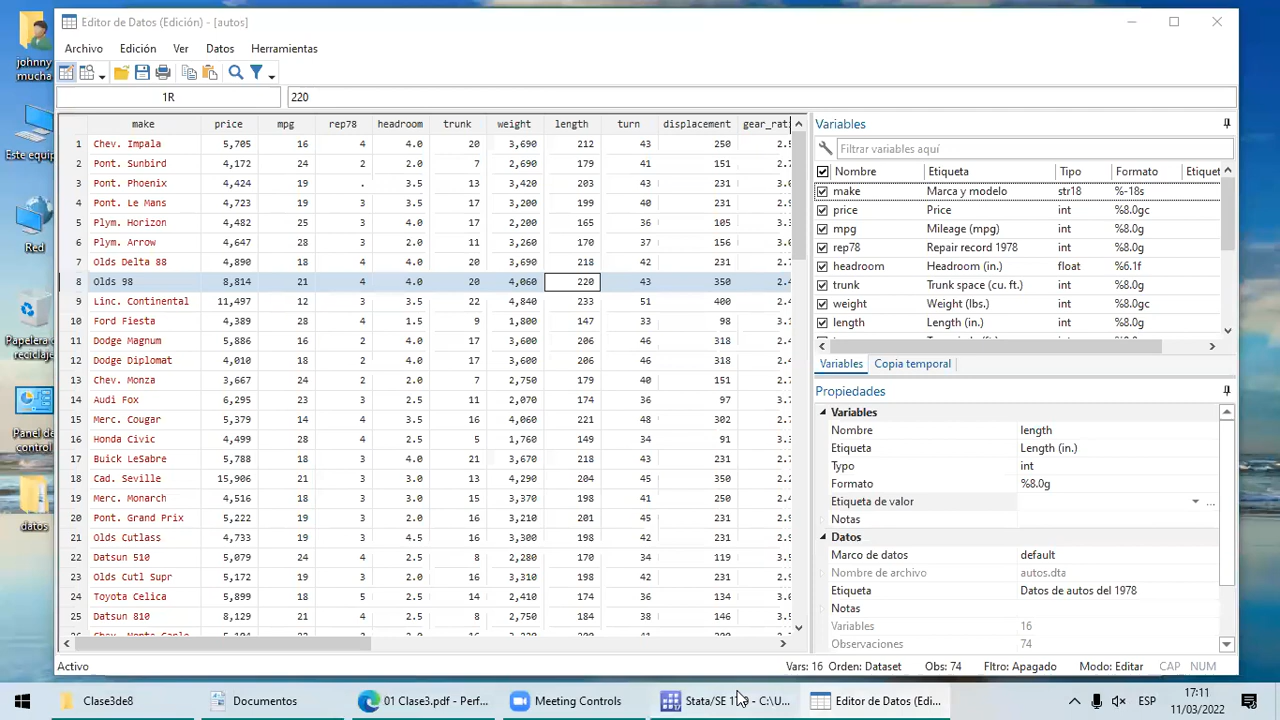 Editor de Datos (Edición) - [autos]
Archivo Edición Ver Datos Herramientas
1R 220
make price mpg rep78 headroom trunk weight length turn displacement gear_rati
1 Chev. Impala 5,705 16 4 4.0 20 3,690 212 43 250
2 Pont. Sunbird 4,172 24 2 2.0 7 2,690 179 41 151
3 Pont. Phoenix 4,424 19 . 3.5 13 3,420 203 43 231
4 Pont. Le Mans 4,723 19 3 3.5 17 3,200 199 40 231
5 Plym. Horizon 4,482 25 3 4.0 17 2,200 165 36 105
6 Plym. Arrow 4,647 28 3 2.0 11 3,260 170 37 156
7 Olds Delta 88 4,890 18 4 4.0 20 3,690 218 42 231
8 Olds 98 8,814 21 4 4.0 20 4,060 220 43 350
9 Linc. Continental 11,497 12 3 3.5 22 4,840 233 51 400
10 Ford Fiesta 4,389 28 4 1.5 9 1,800 147 33 98
11 Dodge Magnum 5,886 16 2 4.0 17 3,600 206 46 318
12 Dodge Diplomat 4,010 18 2 4.0 17 3,600 206 46 318
13 Chev. Monza 3,667 24 2 2.0 7 2,750 179 40 151
14 Audi Fox 6,295 23 3 2.5 11 2,070 174 36 97
15 Merc. Cougar 5,379 14 4 3.5 16 4,060 221 48 302
16 Honda Civic 4,499 28 4 2.5 5 1,760 149 34 91
17 Buick LeSabre 5,788 18 3 4.0 21 3,670 218 43 231
18 Cad. Seville 15,906 21 3 3.0 13 4,290 204 45 350
19 Merc. Monarch 4,516 18 3 3.0 15 3,370 198 41 250
20 Pont. Grand Prix 5,222 19 3 2.0 16 3,210 201 45 231
21 Olds Cutlass 4,733 19 3 4.5 16 3,300 198 42 231
22 Datsun 510 5,079 24 4 2.5 8 2,280 170 34 119
23 Olds Cutl Supr 5,172 19 3 2.0 16 3,310 198 42 231
24 Toyota Celica 5,899 18 5 2.5 14 2,410 174 36 134
25 Datsun 810 8,129 21 4 2.5 8 2,750 184 38 146
Variables
Filtrar variables aquí
Nombre Etiqueta Tipo Formato Etiquet
make Marca y modelo str18 %-18s
price Price int %8.0gc
mpg Mileage (mpg) int %8.0g
rep78 Repair record 1978 int %8.0g
headroom Headroom (in.) float %6.1f
trunk Trunk space (cu. ft.) int %8.0g
weight Weight (lbs.) int %8.0gc
length Length (in.) int %8.0g
Variables Copia temporal
Propiedades
Variables
Nombre length
Etiqueta Length (in.)
Typo int
Formato %8.0g
Etiqueta de valor
Notas
Datos
Marco de datos default
Nombre de archivo autos.dta
Etiqueta Datos de autos del 1978
Notas
Variables 16
Observaciones 74
Activo Vars: 16 Orden: Dataset Obs: 74 Fltro: Apagado Modo: Editar CAP NUM
johnny
mucha
Este equip
Red
Papelera d
reciclaje
Panel de
control
datos
Clase3dn8 Documentos 01 Clase3.pdf - Perf... Meeting Controls Stata/SE - C:\U... Editor de Datos (Edi...
ESP 17:11
11/03/2022